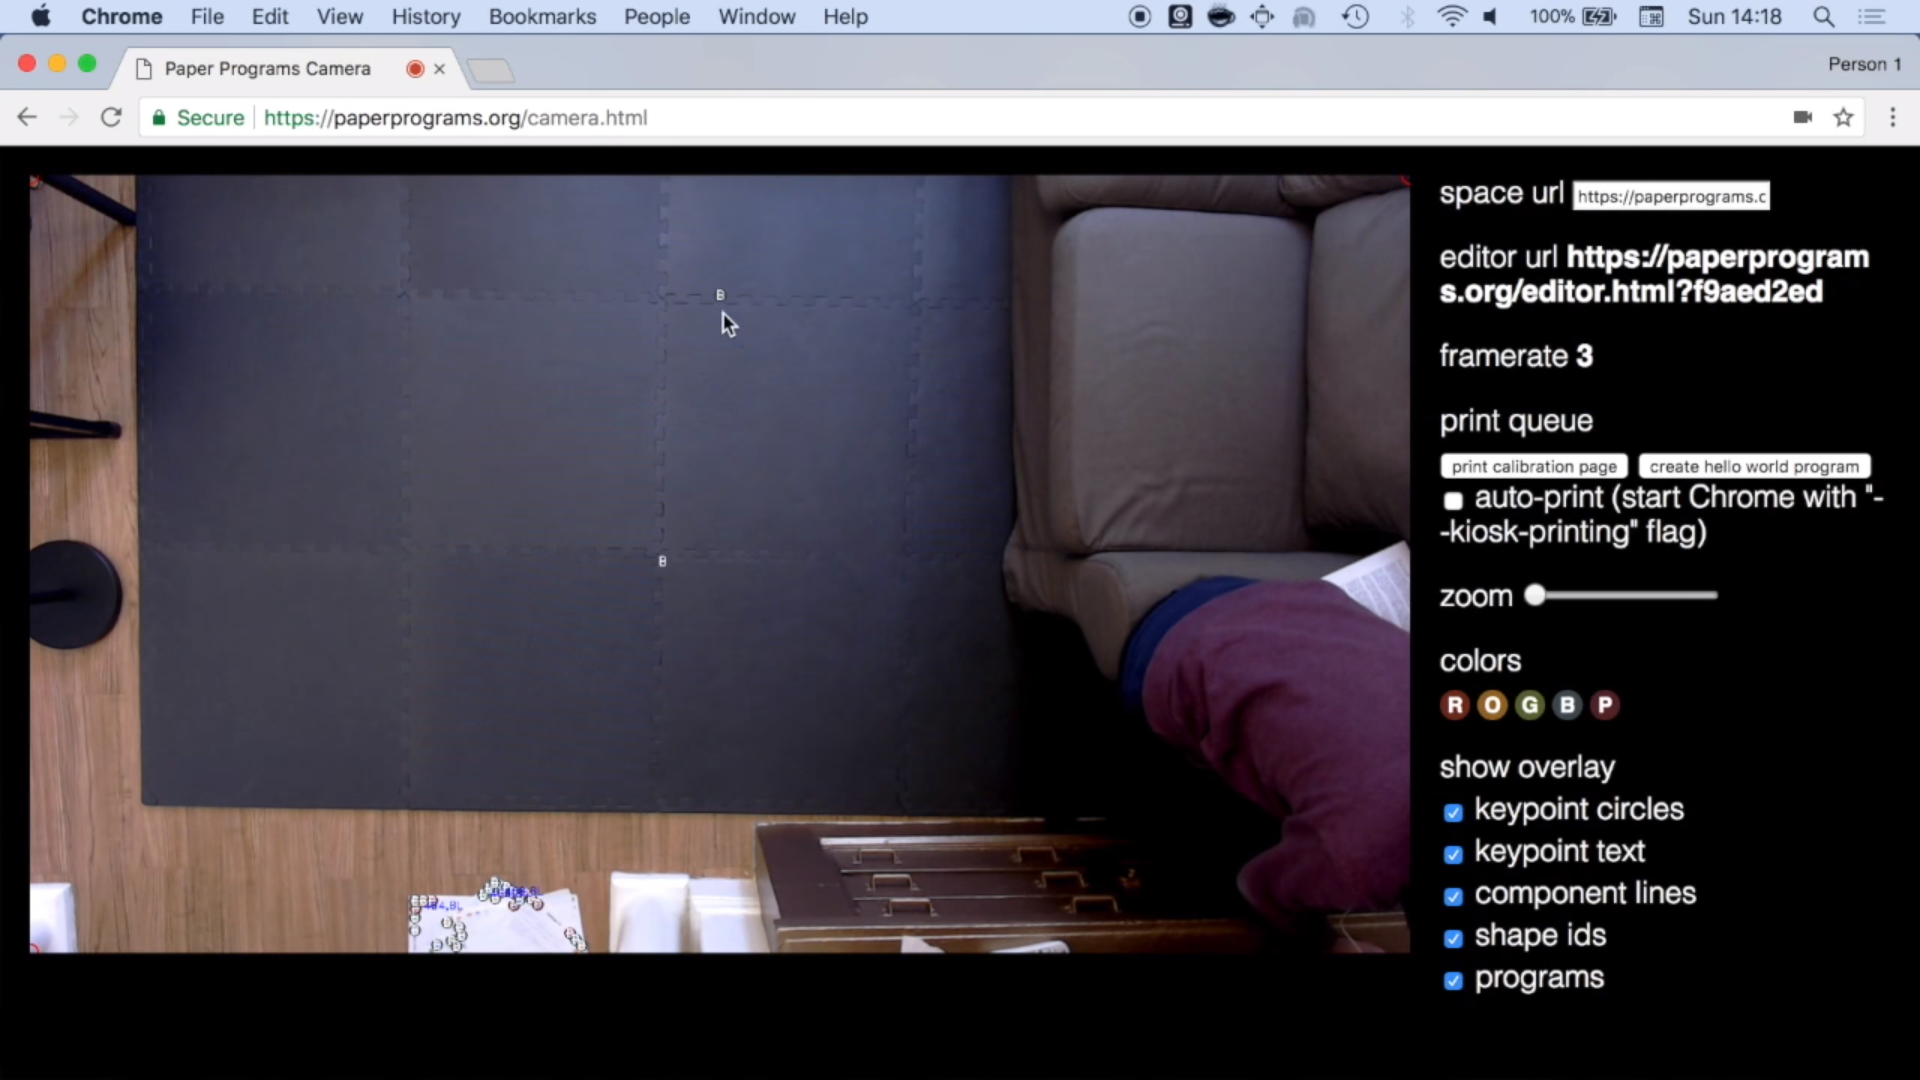 Chrome File Edit View History Bookmarks People Window Help 100% Sun 14:18
Paper Programs Camera Person 1
Secure https://paperprograms.org/camera.html
space url https://paperprograms.c
editor url https://paperprogram
s.org/editor.html?f9aed2ed
framerate 3
print queue
print calibration page create hello world program
auto-print (start Chrome with "-
-kiosk-printing" flag)
zoom
colors
R O G B P
show overlay
keypoint circles
keypoint text
component lines
shape ids
programs
B
B